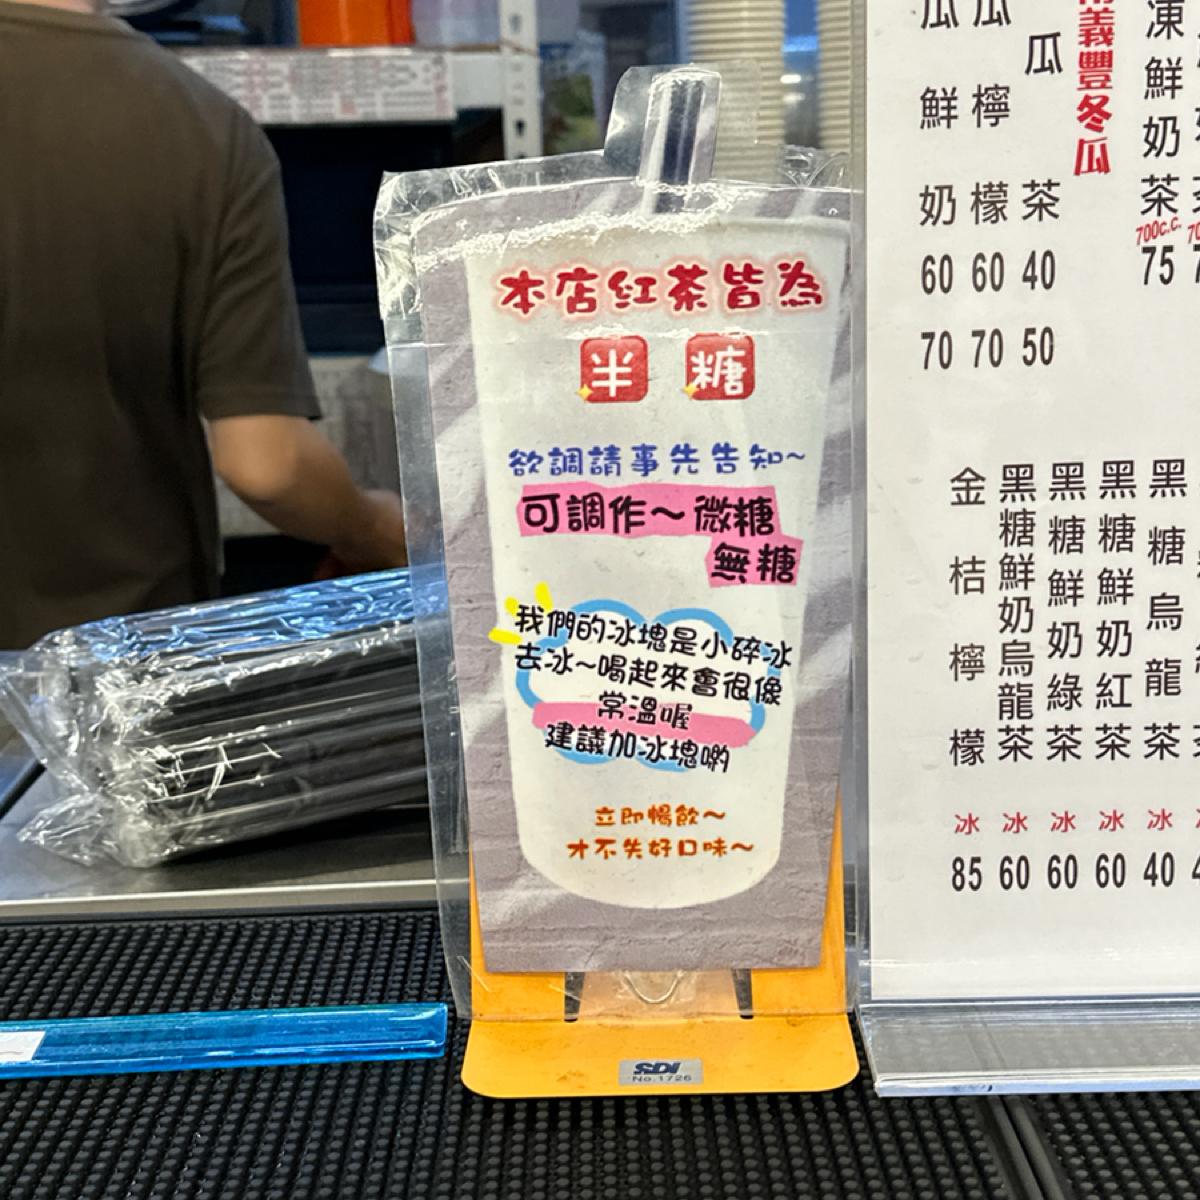 本店紅茶皆為
半 糖
欲調請事先告知~
可調作~微糖
無糖
我們的冰塊是小碎冰
去冰~喝起來會很像
常溫喔
建議加冰塊喲
立即暢飲~
才不失好口味~
SDI
No.1726
瓜鮮奶 60 70
瓜檸檬 60 70
瓜茶 40 50
義豐冬瓜
凍鮮奶茶 700c.c. 75
金桔檸檬 冰 85
黑糖鮮奶烏龍茶 冰 60
黑糖鮮奶綠茶 冰 60
黑糖鮮奶紅茶 冰 60
黑糖烏龍茶 冰 40